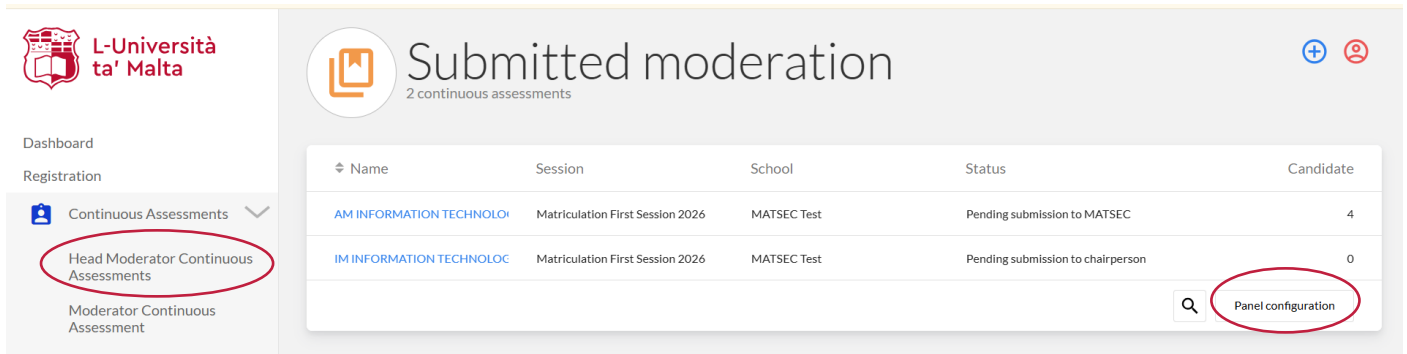 L-Università
ta' Malta
Submitted moderation
2 continuous assessments
Dashboard
Registration
Continuous Assessments
Head Moderator Continuous
Assessments
Moderator Continuous
Assessment
Name Session School Status Candidate
AM INFORMATION TECHNOLO Matriculation First Session 2026 MATSEC Test Pending submission to MATSEC 4
IM INFORMATION TECHNOLOG Matriculation First Session 2026 MATSEC Test Pending submission to chairperson 0
Panel configuration